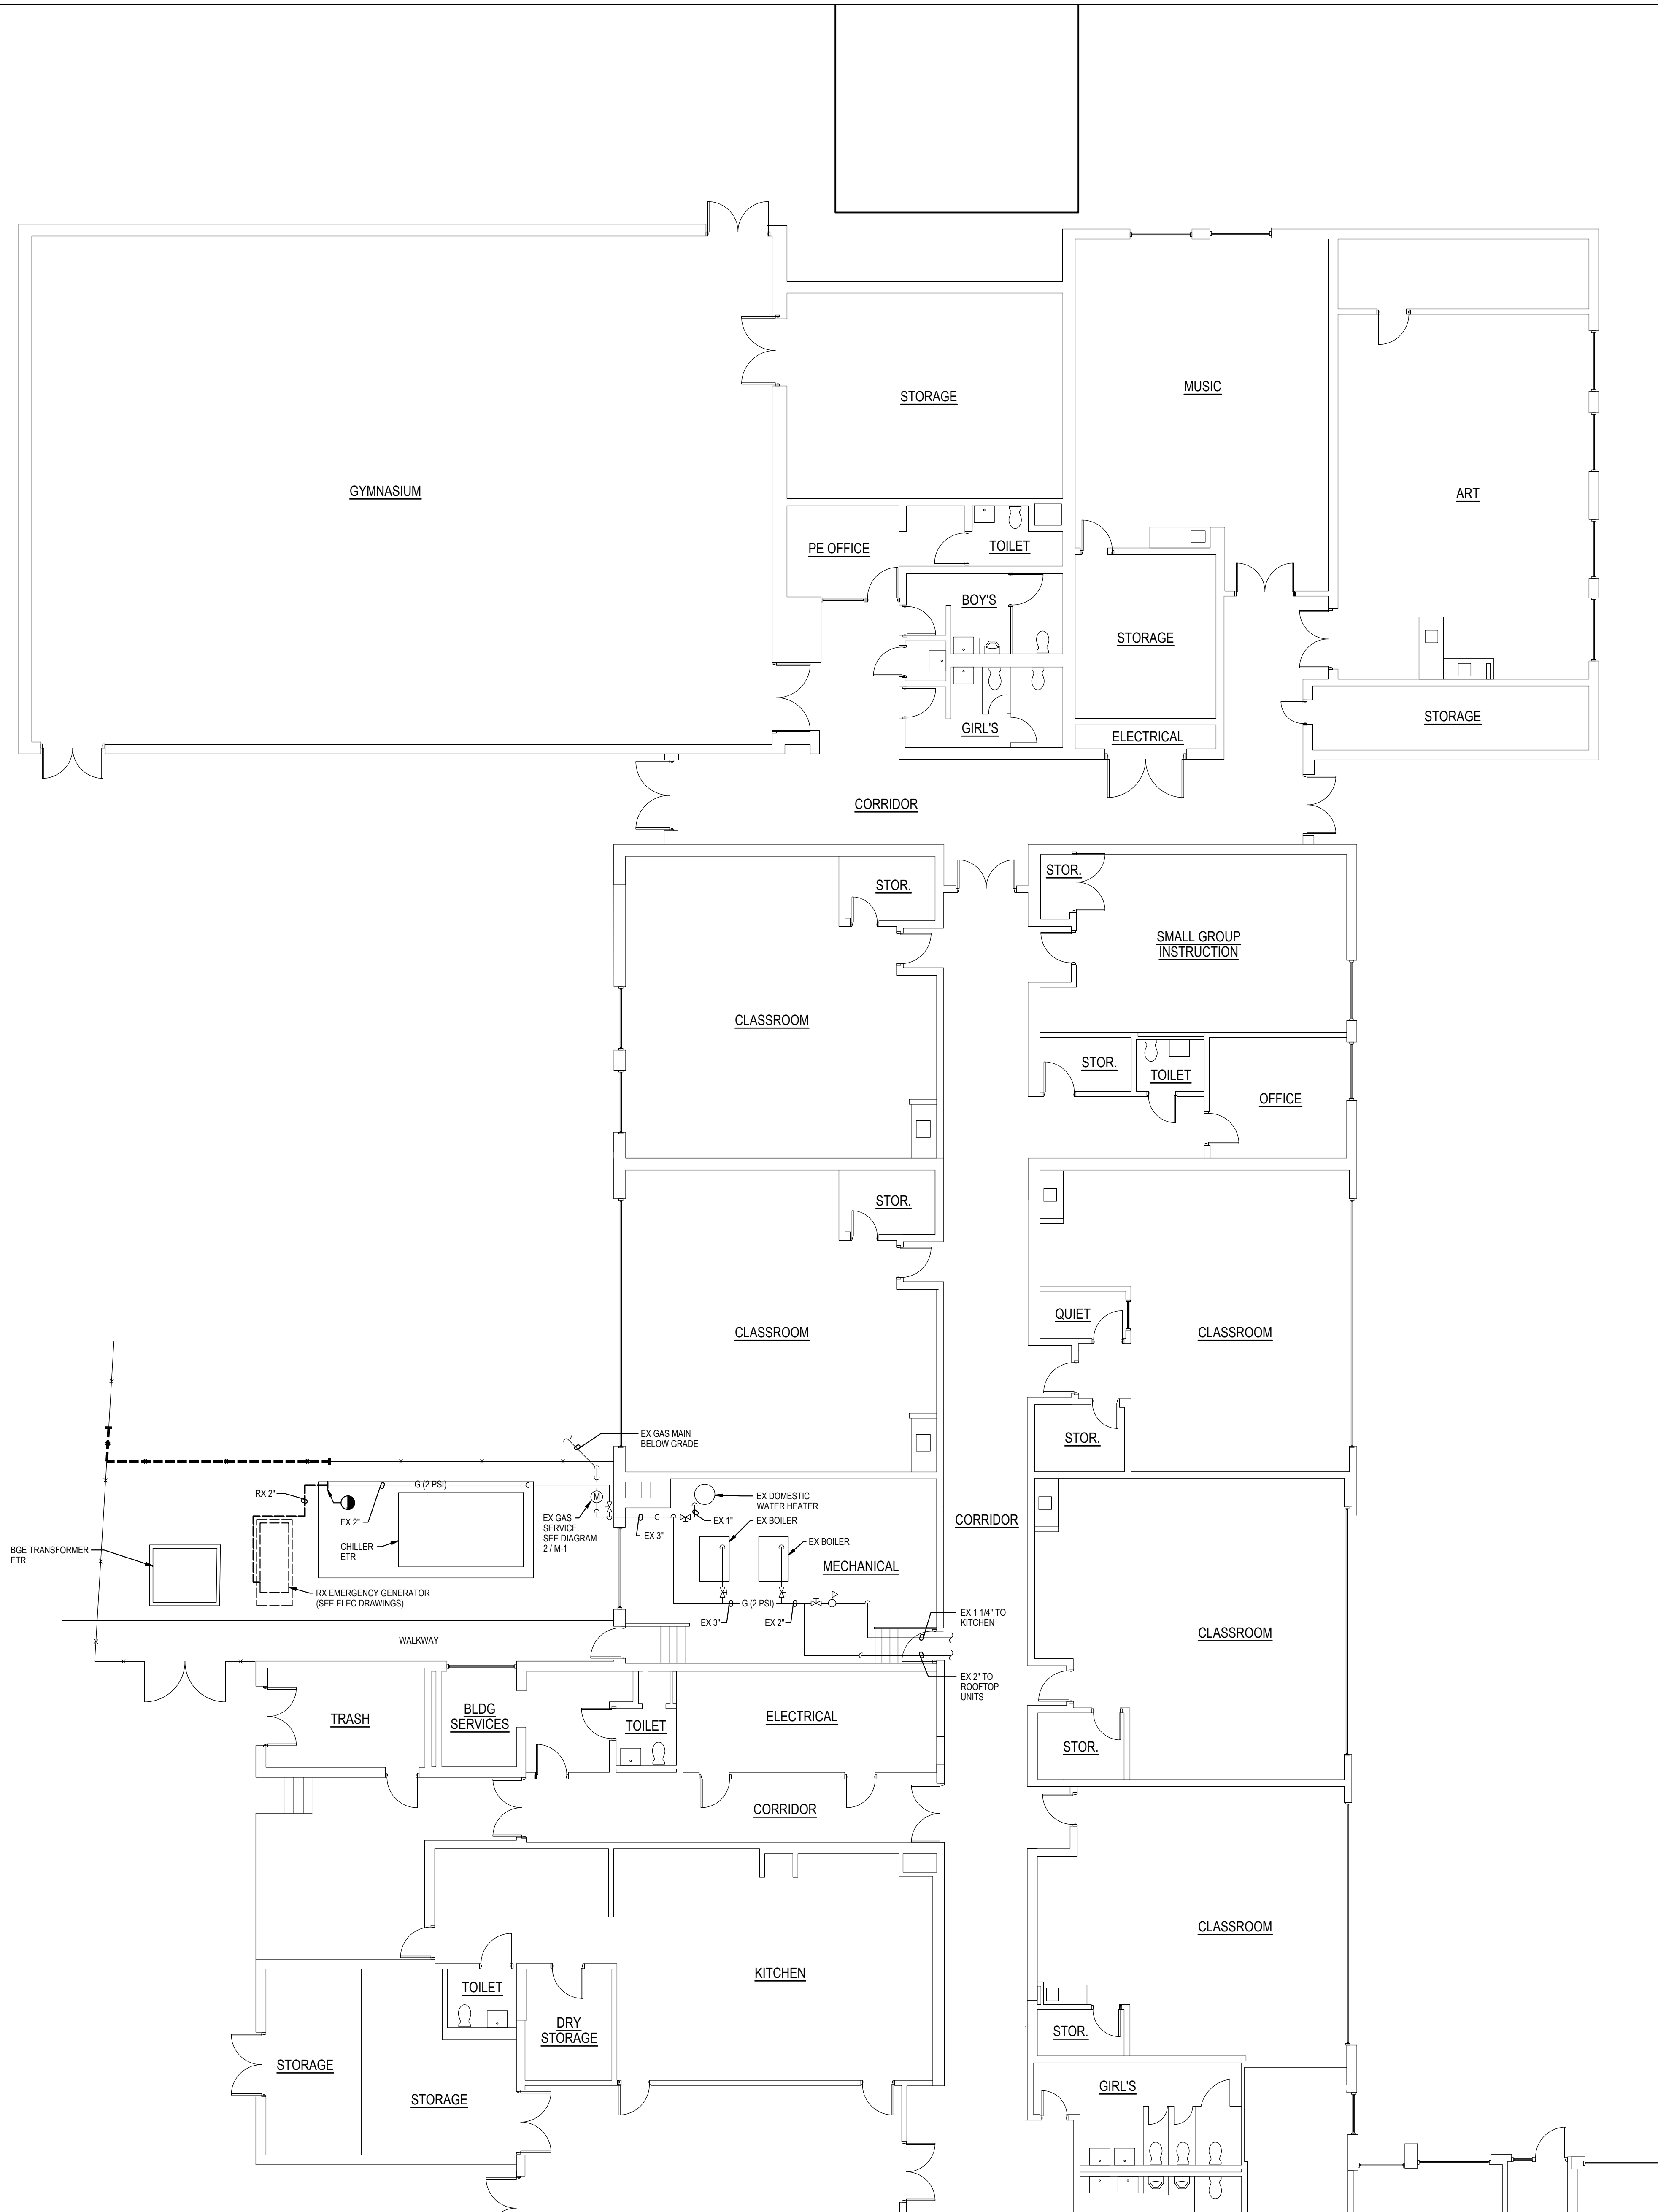 MUSIC
STORAGE
GYMNASIUM
ART
PE OFFICE
TOILET
BOY'S
STORAGE
GIRL'S
STORAGE
ELECTRICAL
CORRIDOR
STOR.
STOR.
SMALL GROUP
INSTRUCTION
CLASSROOM
STOR.
TOILET
OFFICE
STOR.
QUIET
CLASSROOM
CLASSROOM
STOR.
EX GAS MAIN
BELOW GRADE
G (2 PSI)
RX 2"
EX 2"
M
EX GAS
SERVICE.
SEE DIAGRAM
2 / M-1
EX DOMESTIC
WATER HEATER
EX 1"
EX BOILER
EX 3"
EX BOILER
CORRIDOR
CHILLER
ETR
BGE TRANSFORMER
ETR
MECHANICAL
RX EMERGENCY GENERATOR
(SEE ELEC DRAWINGS)
G (2 PSI)
EX 3"
EX 2"
EX 1 1/4" TO
KITCHEN
WALKWAY
CLASSROOM
EX 2" TO
ROOFTOP
UNITS
TRASH
BLDG
SERVICES
TOILET
ELECTRICAL
STOR.
CORRIDOR
CLASSROOM
KITCHEN
TOILET
DRY
STORAGE
STOR.
STORAGE
STORAGE
GIRL'S